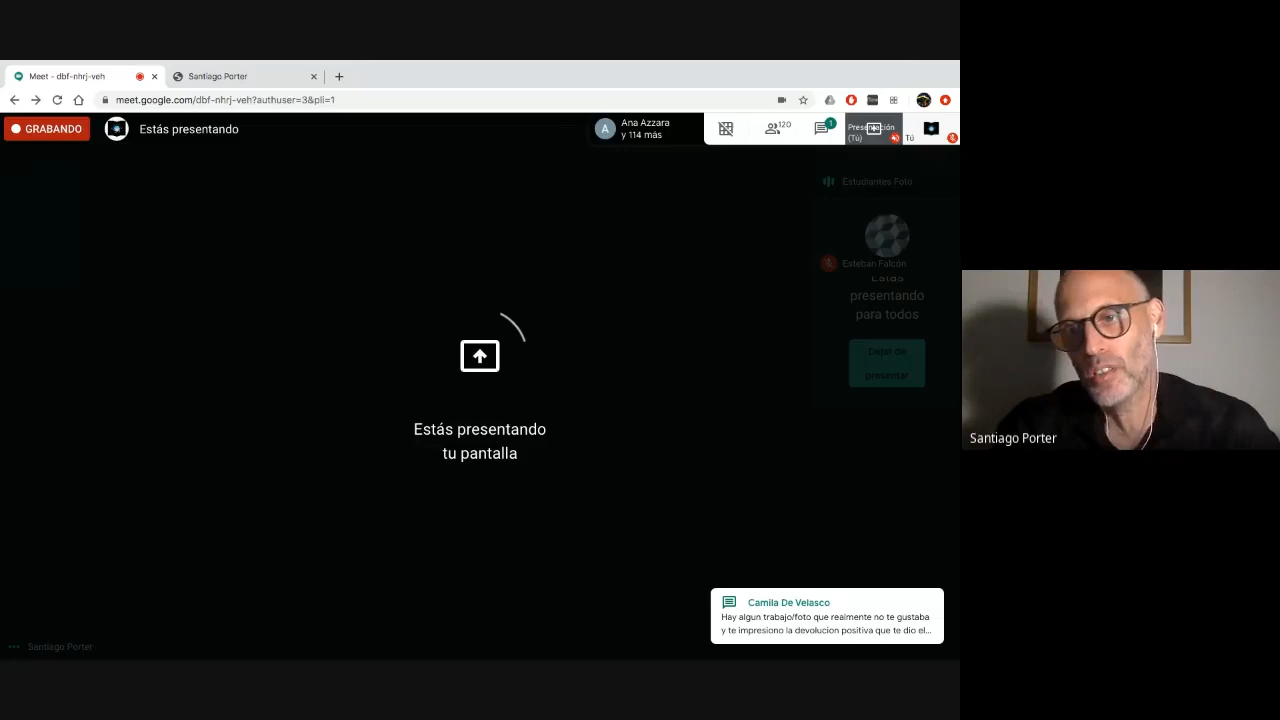 Meet - dbf-nhrj-veh
Santiago Porter
meet.google.com/dbf-nhrj-veh?authuser=3&pli=1
GRABANDO
Estás presentando
A
Ana Azzara
y 114 más
120
1
Presentación
(Tú)
Tú
Estudiantes Foto
Esteban Falcón
Estás
presentando
para todos
Dejar de
presentar
Estás presentando
tu pantalla
Santiago Porter
Camila De Velasco
Hay algun trabajo/foto que realmente no te gustaba
y te impresiono la devolucion positiva que te dio el...
Santiago Porter